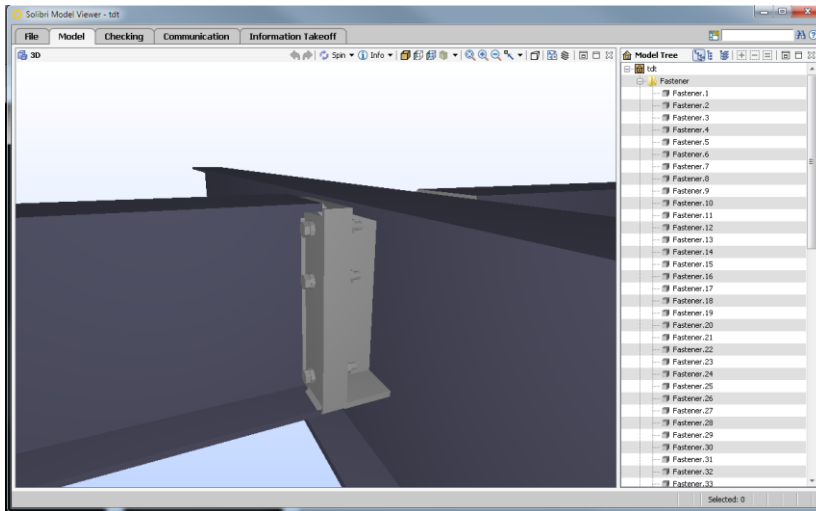 Solibri Model Viewer - tdt
File Model Checking Communication Information Takeoff
3D Spin Info Model Tree
tdt
Fastener
Fastener.1
Fastener.2
Fastener.3
Fastener.4
Fastener.5
Fastener.6
Fastener.7
Fastener.8
Fastener.9
Fastener.10
Fastener.11
Fastener.12
Fastener.13
Fastener.14
Fastener.15
Fastener.16
Fastener.17
Fastener.18
Fastener.19
Fastener.20
Fastener.21
Fastener.22
Fastener.23
Fastener.24
Fastener.25
Fastener.26
Fastener.27
Fastener.28
Fastener.29
Fastener.30
Fastener.31
Fastener.32
Fastener.33
Selected: 0